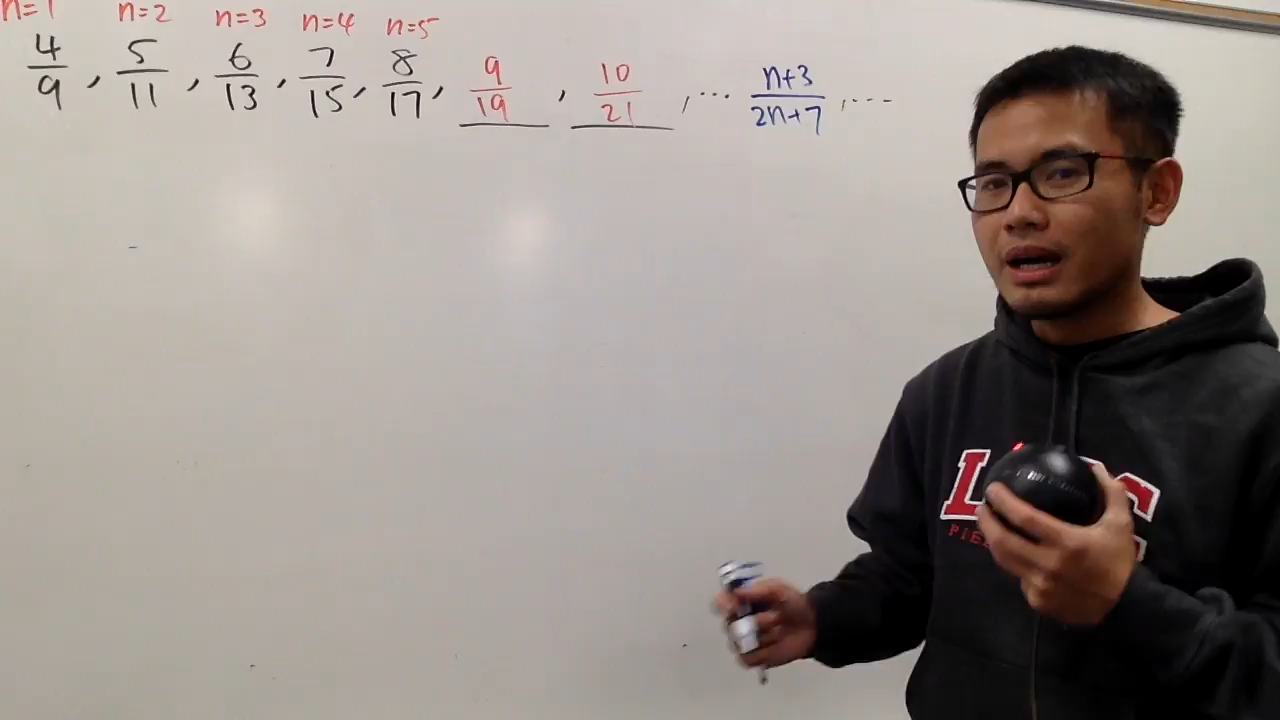 n=1 n=2 n=3 n=4 n=5
4/9 , 5/11 , 6/13 , 7/15 , 8/17 , 9/19 , 10/21 , ... n+3/2n+7 , ...